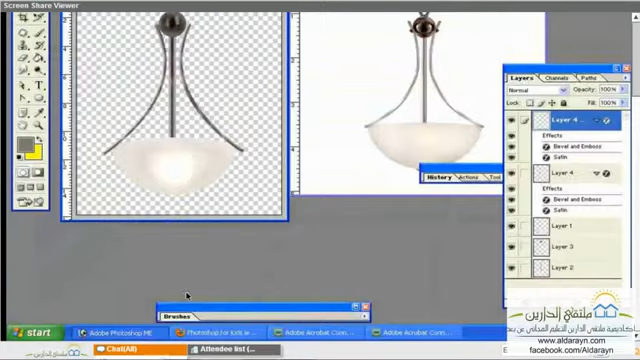 Screen Share Viewer
Layers Channels Paths
Normal Opacity: 100%
Lock: Fill: 100%
Layer 4 ...
Effects
Bevel and Emboss
Satin
Layer 4
Effects
Bevel and Emboss
Satin
Layer 1
Layer 3
Layer 2
History Actions Tool
Brushes
start Adobe Photoshop ME Photoshop for Kids Adobe Acrobat Conn... Adobe Acrobat Conn...
Chat(All) Attendee list (...
ملتقي الدارين
www.aldarayn.com
facebook.com/Aldarayn